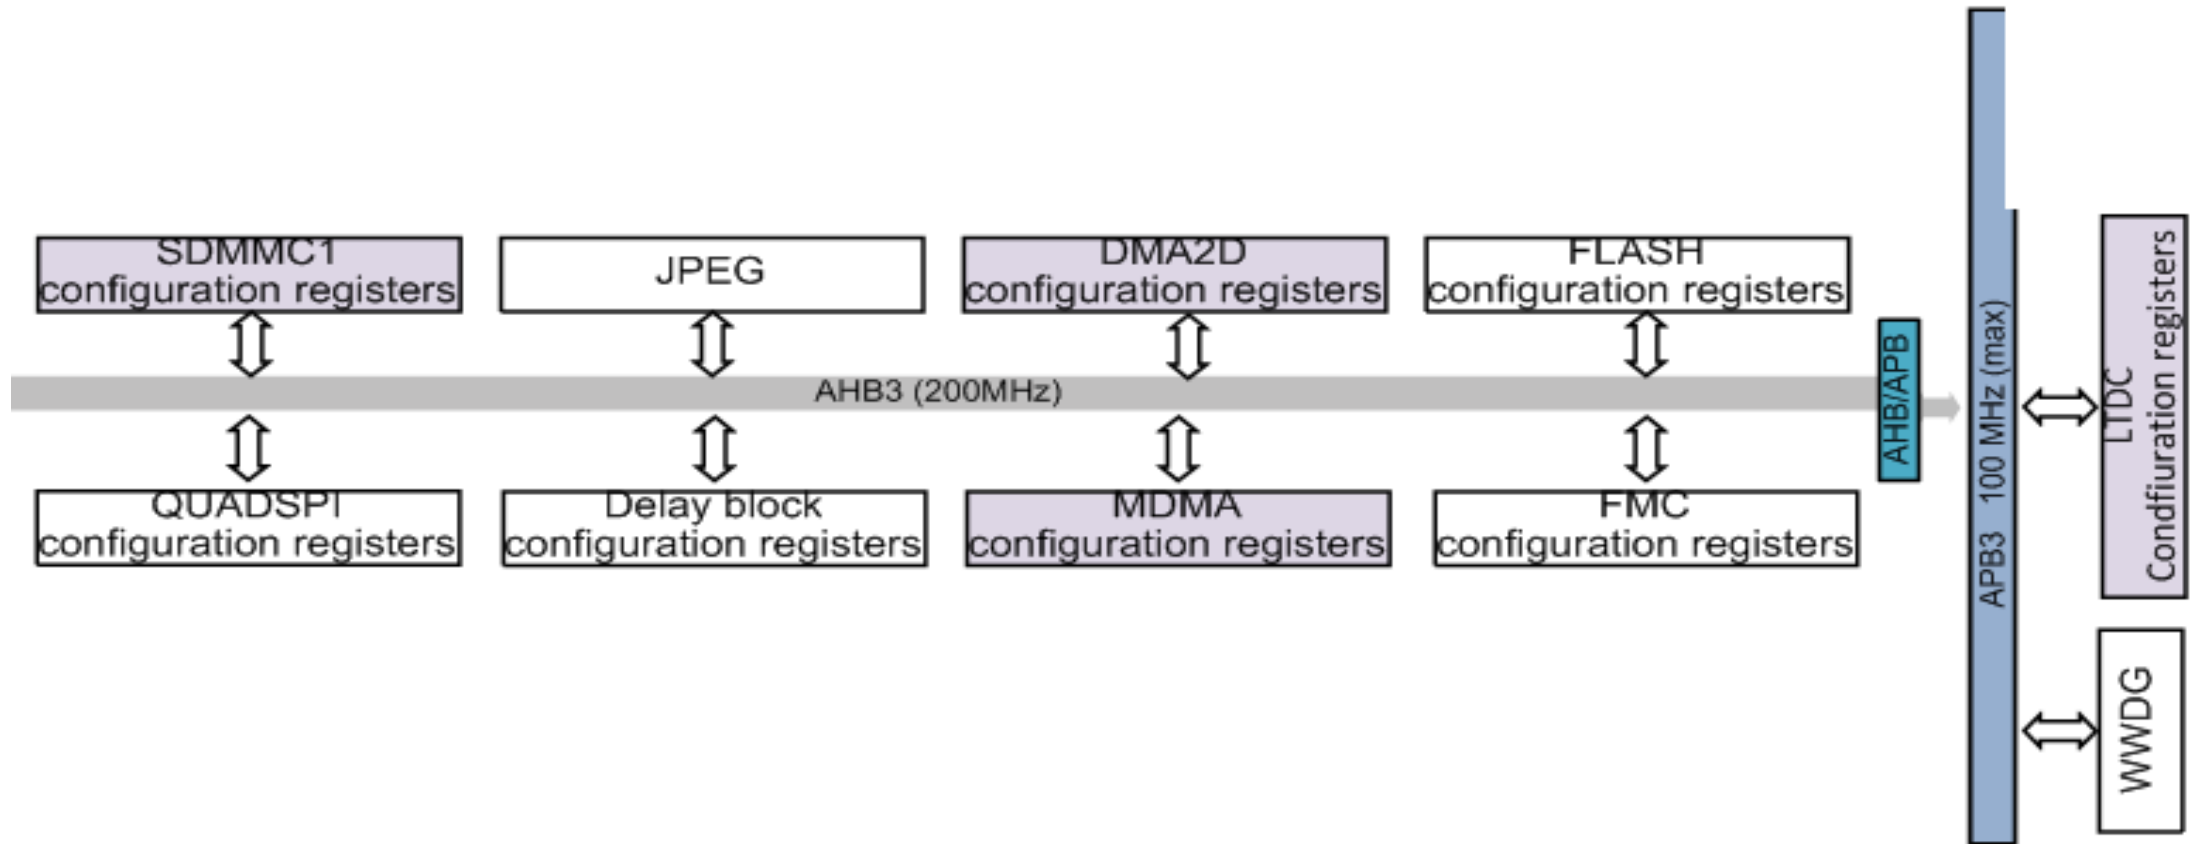 SDMMC1
configuration registers
JPEG
DMA2D
configuration registers
FLASH
configuration registers
AHB3 (200MHz)
QUADSPI
configuration registers
Delay block
configuration registers
MDMA
configuration registers
FMC
configuration registers
AHB/APB
APB3 100 MHz (max)
LTDC
Condfiuration registers
WWDG